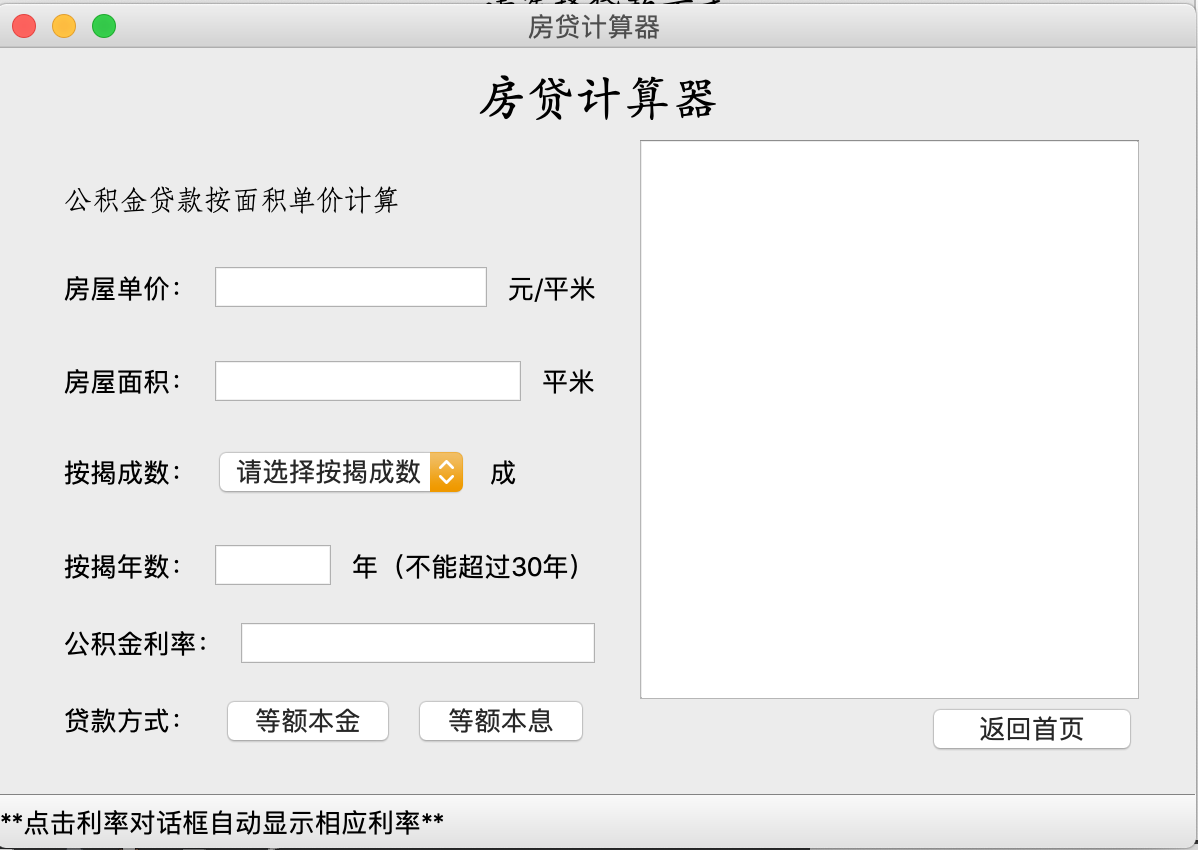 房贷计算器
房贷计算器
公积金贷款按面积单价计算
房屋单价： 元/平米
房屋面积： 平米
按揭成数： 请选择按揭成数 成
按揭年数： 年（不能超过30年）
公积金利率：
贷款方式： 等额本金 等额本息
返回首页
**点击利率对话框自动显示相应利率**